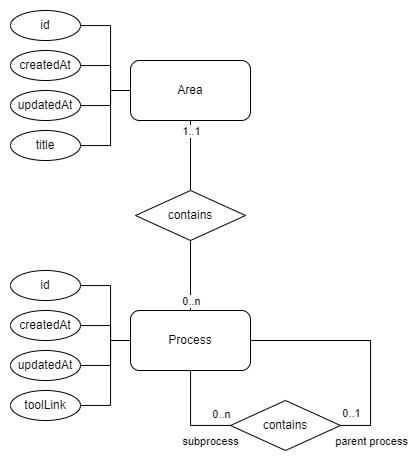 id
createdAt
updatedAt
title
Area
1..1
contains
0..n
id
createdAt
updatedAt
toolLink
Process
0..n
contains
0..1
subprocess
parent process